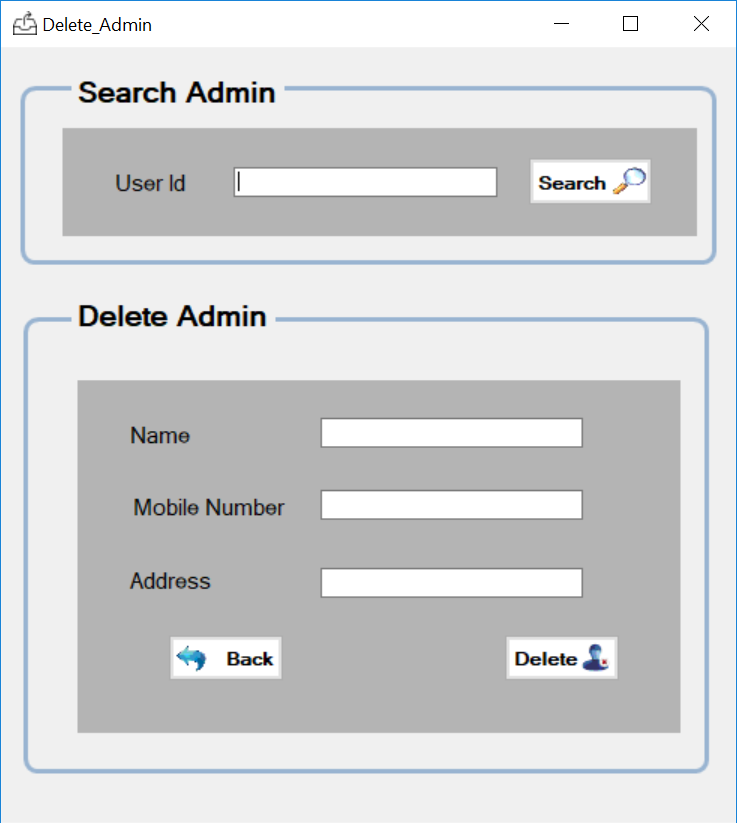 Delete_Admin
Search Admin
User Id
Search
Delete Admin
Name
Mobile Number
Address
Back
Delete